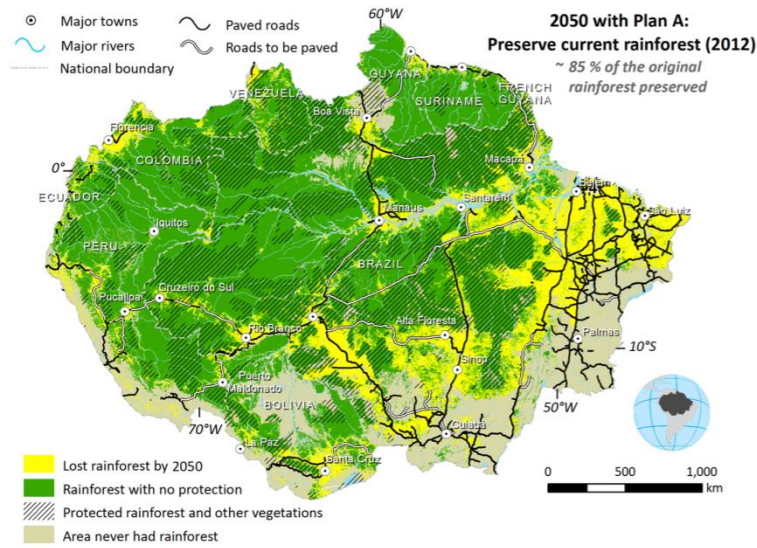 Major towns
Major rivers
National boundary
Paved roads
Roads to be paved
60°W
2050 with Plan A:
Preserve current rainforest (2012)
~ 85 % of the original
rainforest preserved
GUYANA
VENEZUELA
SURINAME
FRENCH
GUYANA
Boa Vista
Florencia
COLOMBIA
Macapá
0°
ECUADOR
Belém
Santarém
São Luiz
Manaus
Iquitos
PERU
BRAZIL
Cruzeiro do Sul
Pucallpa
Alta Floresta
Rio Branco
Palmas
10°S
Sinop
Puerto
Maldonado
BOLIVIA
50°W
70°W
Cuiabá
La Paz
Santa Cruz
Lost rainforest by 2050
Rainforest with no protection
Protected rainforest and other vegetations
Area never had rainforest
0 500 1,000
km